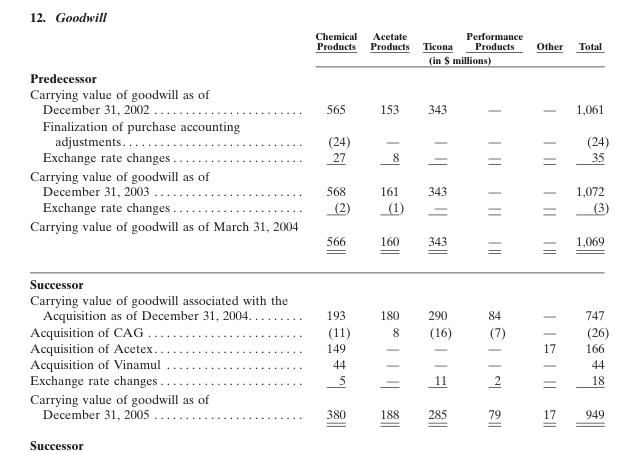 12. Goodwill
Chemical Products Acetate Products Ticona Performance Products Other Total
(in $ millions)
Predecessor
Carrying value of goodwill as of
December 31, 2002 ........................ 565 153 343 — — 1,061
Finalization of purchase accounting
adjustments............................. (24) — — — — (24)
Exchange rate changes ..................... 27 8 — — — 35
Carrying value of goodwill as of
December 31, 2003 ........................ 568 161 343 — — 1,072
Exchange rate changes ..................... (2) (1) — — — (3)
Carrying value of goodwill as of March 31, 2004
566 160 343 — — 1,069
Successor
Carrying value of goodwill associated with the
Acquisition as of December 31, 2004......... 193 180 290 84 — 747
Acquisition of CAG ......................... (11) 8 (16) (7) — (26)
Acquisition of Acetex........................ 149 — — — 17 166
Acquisition of Vinamul ...................... 44 — — — — 44
Exchange rate changes ....................... 5 — 11 2 — 18
Carrying value of goodwill as of
December 31, 2005 ........................ 380 188 285 79 17 949
Successor